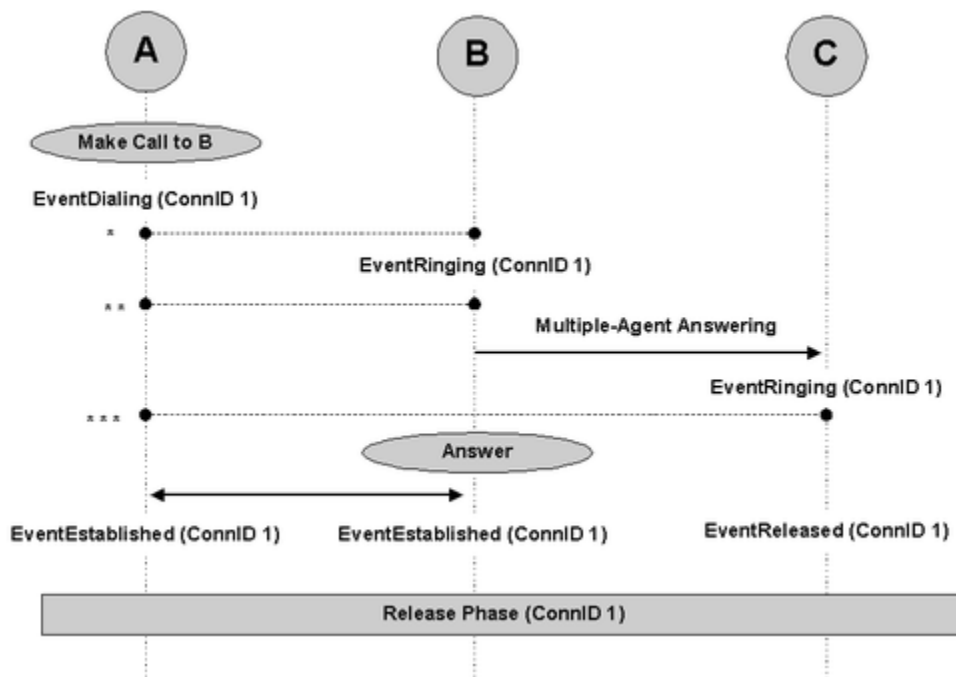 A
B
C
Make Call to B
EventDialing (ConnID 1)
*
EventRinging (ConnID 1)
**
Multiple-Agent Answering
EventRinging (ConnID 1)
***
Answer
EventEstablished (ConnID 1)
EventEstablished (ConnID 1)
EventReleased (ConnID 1)
Release Phase (ConnID 1)